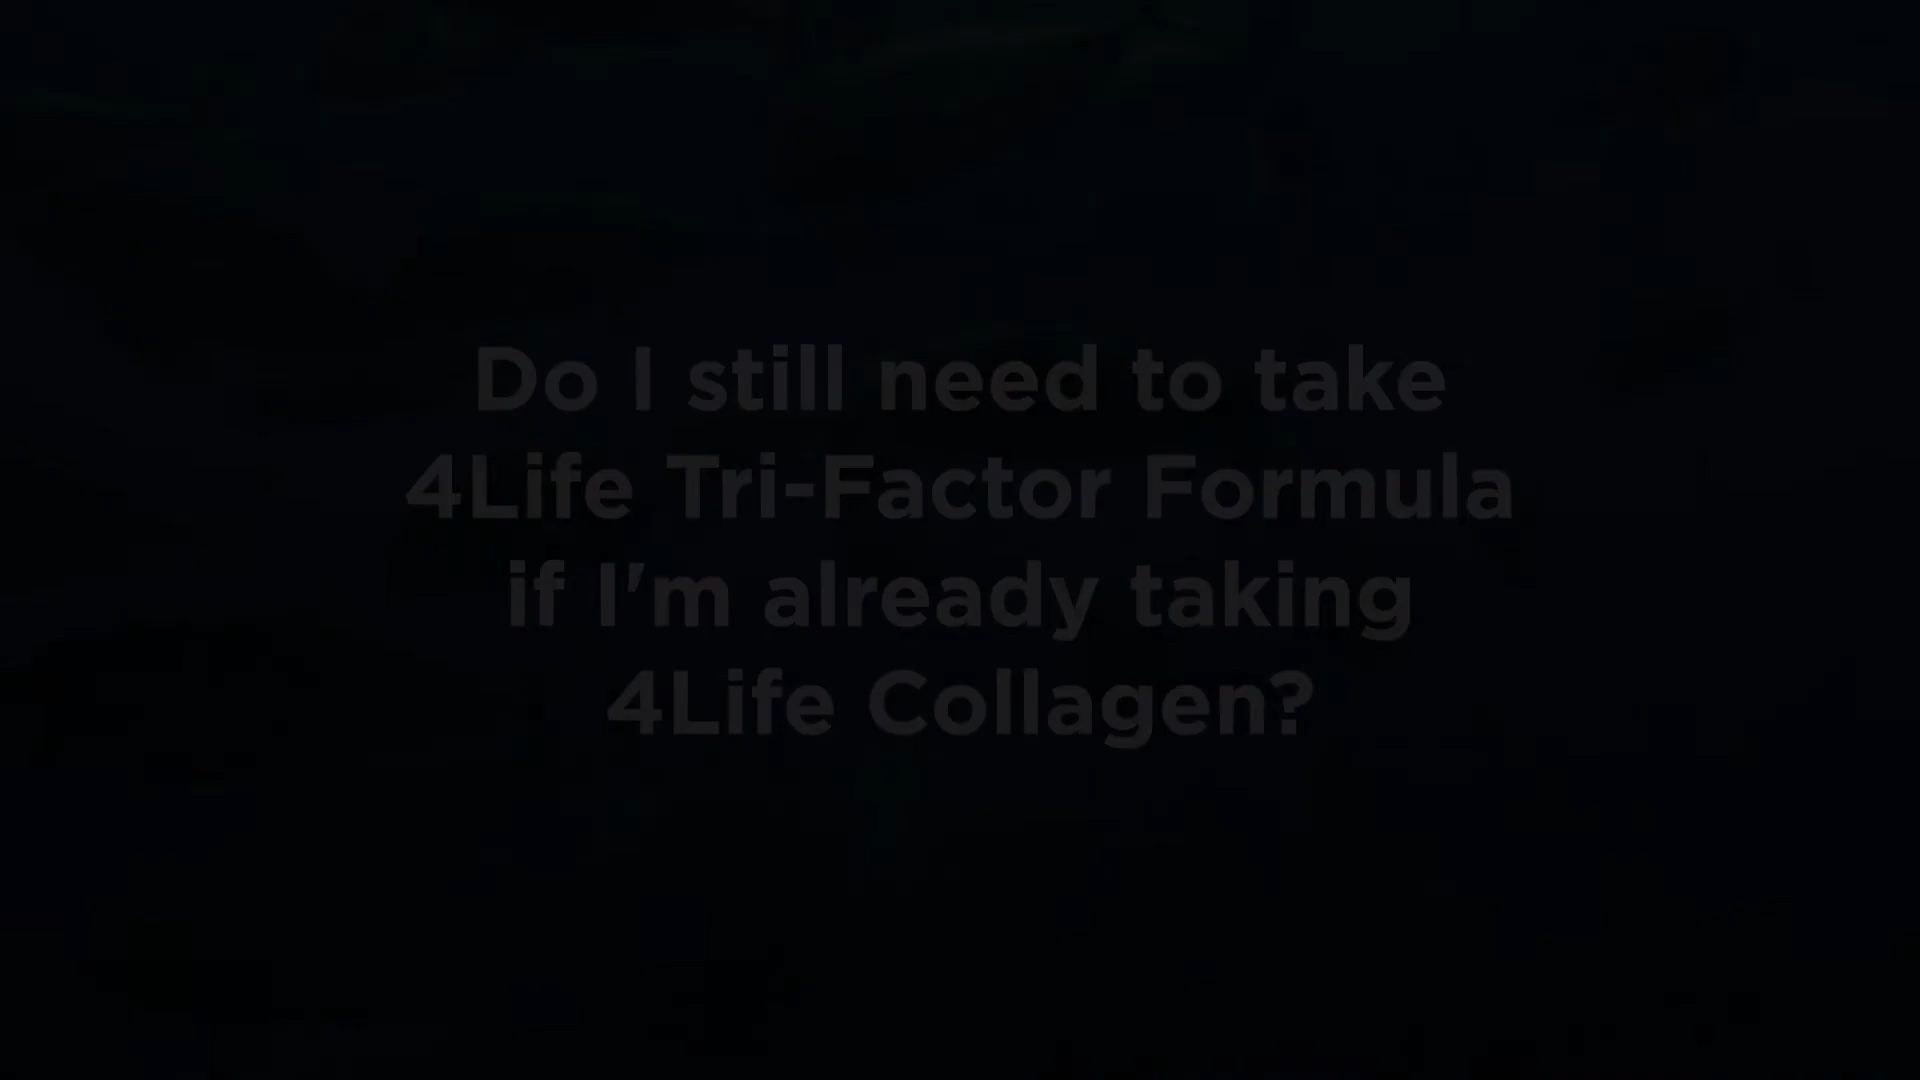 Do I still need to take
4Life Tri-Factor Formula
if I'm already taking
4Life Collagen?